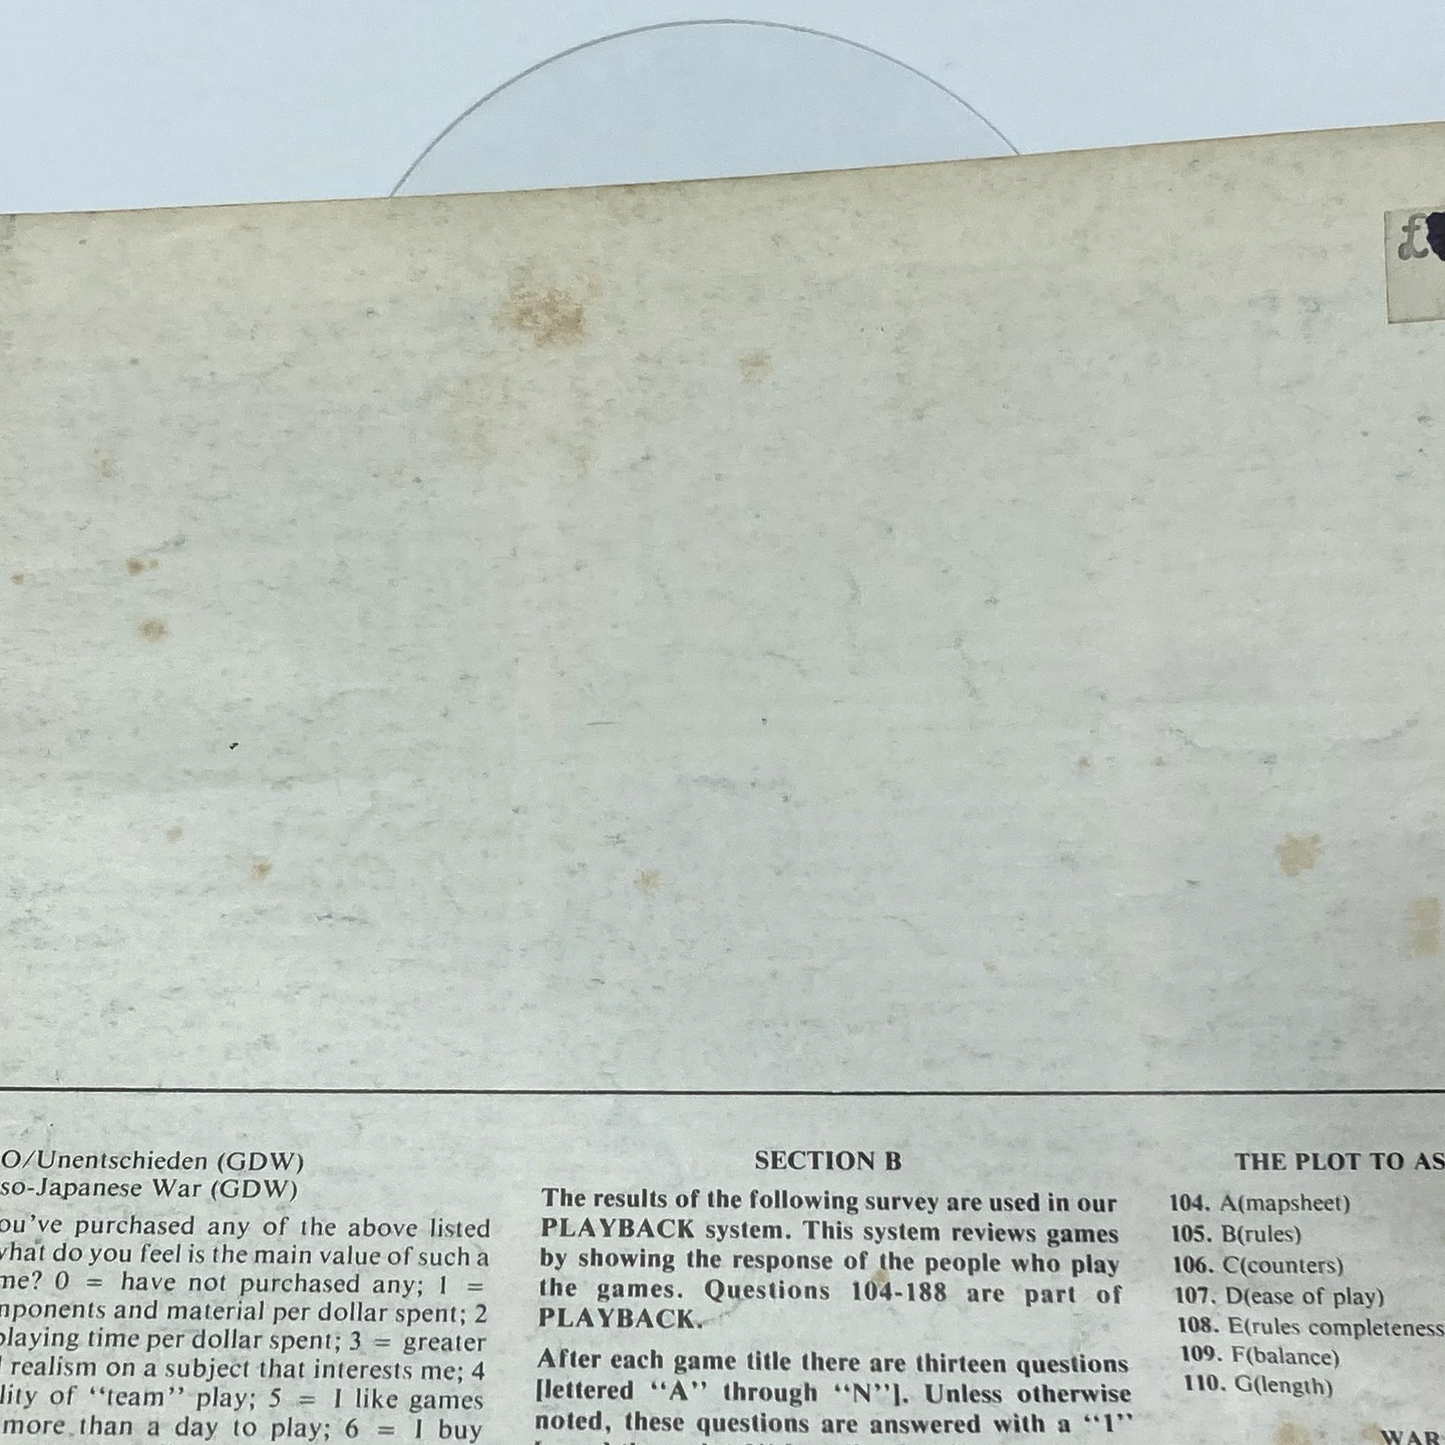 £
O/Unentschieden (GDW)
so-Japanese War (GDW)
ou've purchased any of the above listed
what do you feel is the main value of such a
me? 0 = have not purchased any; 1 =
mponents and material per dollar spent; 2
playing time per dollar spent; 3 = greater
realism on a subject that interests me; 4
lity of “team” play; 5 = I like games
more than a day to play; 6 = I buy
SECTION B
The results of the following survey are used in our
PLAYBACK system. This system reviews games
by showing the response of the people who play
the games. Questions 104-188 are part of
PLAYBACK.
After each game title there are thirteen questions
[lettered “A” through “N”]. Unless otherwise
noted, these questions are answered with a “1”
THE PLOT TO AS
104. A(mapsheet)
105. B(rules)
106. C(counters)
107. D(ease of play)
108. E(rules completeness
109. F(balance)
110. G(length)
WAR